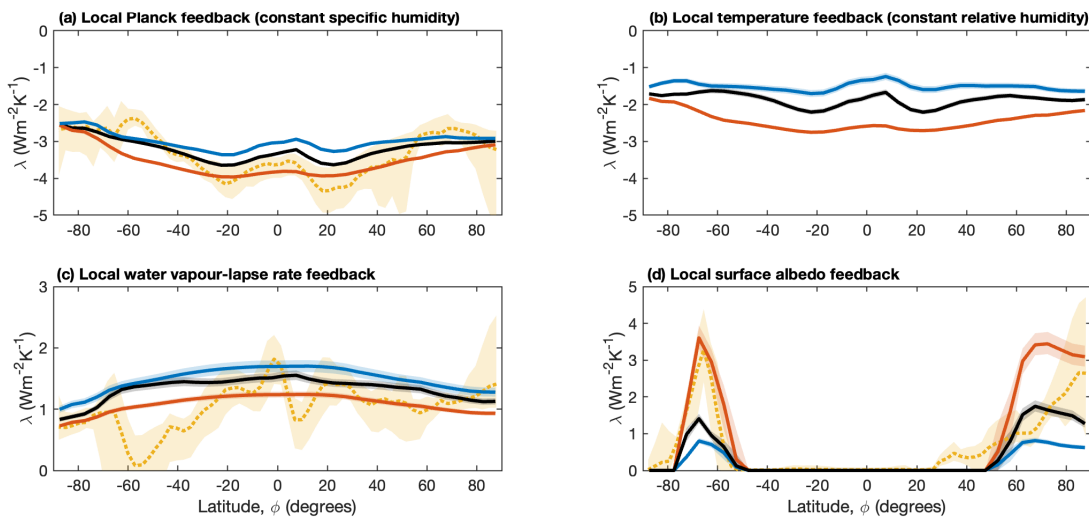 (a) Local Planck feedback (constant specific humidity)
0
-1
-2
-3
-4
-5
λ (Wm⁻²K⁻¹)
-80 -60 -40 -20 0 20 40 60 80
(b) Local temperature feedback (constant relative humidity)
0
-1
-2
-3
-4
-5
λ (Wm⁻²K⁻¹)
-80 -60 -40 -20 0 20 40 60 80
(c) Local water vapour-lapse rate feedback
3
2
1
0
λ (Wm⁻²K⁻¹)
-80 -60 -40 -20 0 20 40 60 80
Latitude, ϕ (degrees)
(d) Local surface albedo feedback
5
4
3
2
1
0
λ (Wm⁻²K⁻¹)
-80 -60 -40 -20 0 20 40 60 80
Latitude, ϕ (degrees)